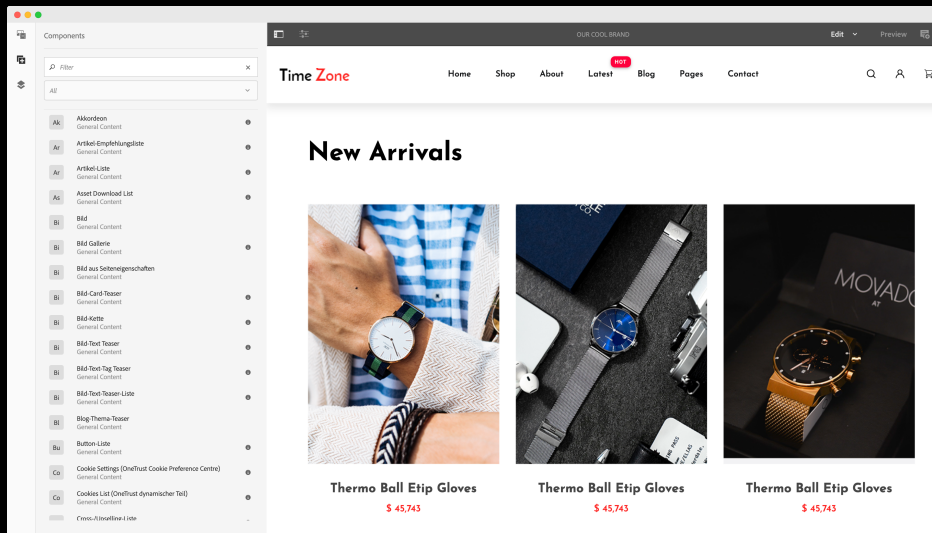 Components
Filter
All
Ak
Akkordeon
General Content
Ar
Artikel-Empfehlungsliste
General Content
Ar
Artikel-Liste
General Content
As
Asset Download List
General Content
Bi
Bild
General Content
Bi
Bild Gallerie
General Content
Bi
Bild aus Seiteneigenschaften
General Content
Bi
Bild-Card-Teaser
General Content
Bi
Bild-Kette
General Content
Bi
Bild-Text Teaser
General Content
Bi
Bild-Text-Tag Teaser
General Content
Bi
Bild-Text-Teaser-Liste
General Content
Bl
Blog-Thema-Teaser
General Content
Bu
Button-Liste
General Content
Co
Cookie Settings (OneTrust Cookie Preference Centre)
General Content
Co
Cookies List (OneTrust dynamischer Teil)
General Content
Cross-/Upselling-Liste
OUR COOL BRAND
Edit
Preview
Time Zone
HOT
Home Shop About Latest Blog Pages Contact
New Arrivals
MOVADO
AT
Thermo Ball Etip Gloves
$ 45,743
Thermo Ball Etip Gloves
$ 45,743
Thermo Ball Etip Gloves
$ 45,743